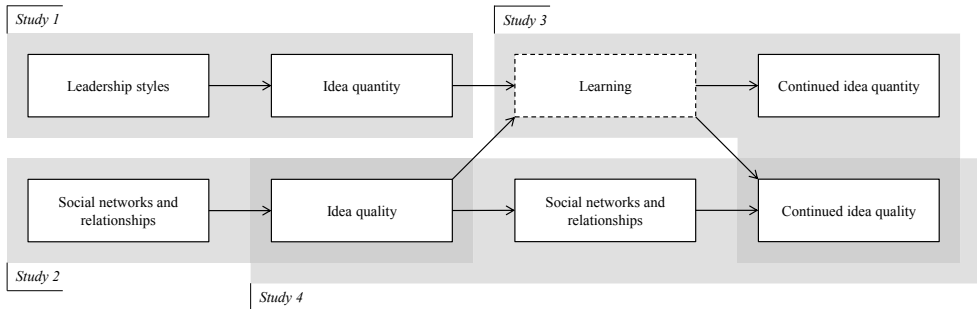 Study 1
Study 3
Leadership styles
Idea quantity
Learning
Continued idea quantity
Social networks and
relationships
Idea quality
Social networks and
relationships
Continued idea quality
Study 2
Study 4